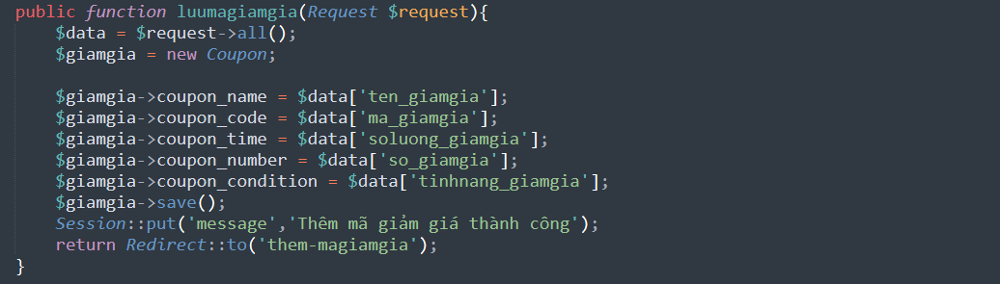 public function luumagiamgia(Request $request){
    $data = $request->all();
    $giamgia = new Coupon;

    $giamgia->coupon_name = $data['ten_giamgia'];
    $giamgia->coupon_code = $data['ma_giamgia'];
    $giamgia->coupon_time = $data['soluong_giamgia'];
    $giamgia->coupon_number = $data['so_giamgia'];
    $giamgia->coupon_condition = $data['tinhnang_giamgia'];
    $giamgia->save();
    Session::put('message','Thêm mã giảm giá thành công');
    return Redirect::to('them-magiamgia');
}